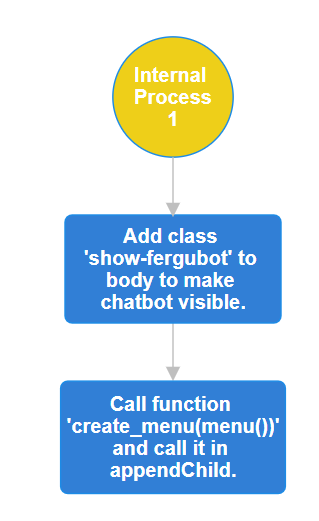 Internal
Process
1
Add class
'show-fergubot' to
body to make
chatbot visible.
Call function
'create_menu(menu())'
and call it in
appendChild.